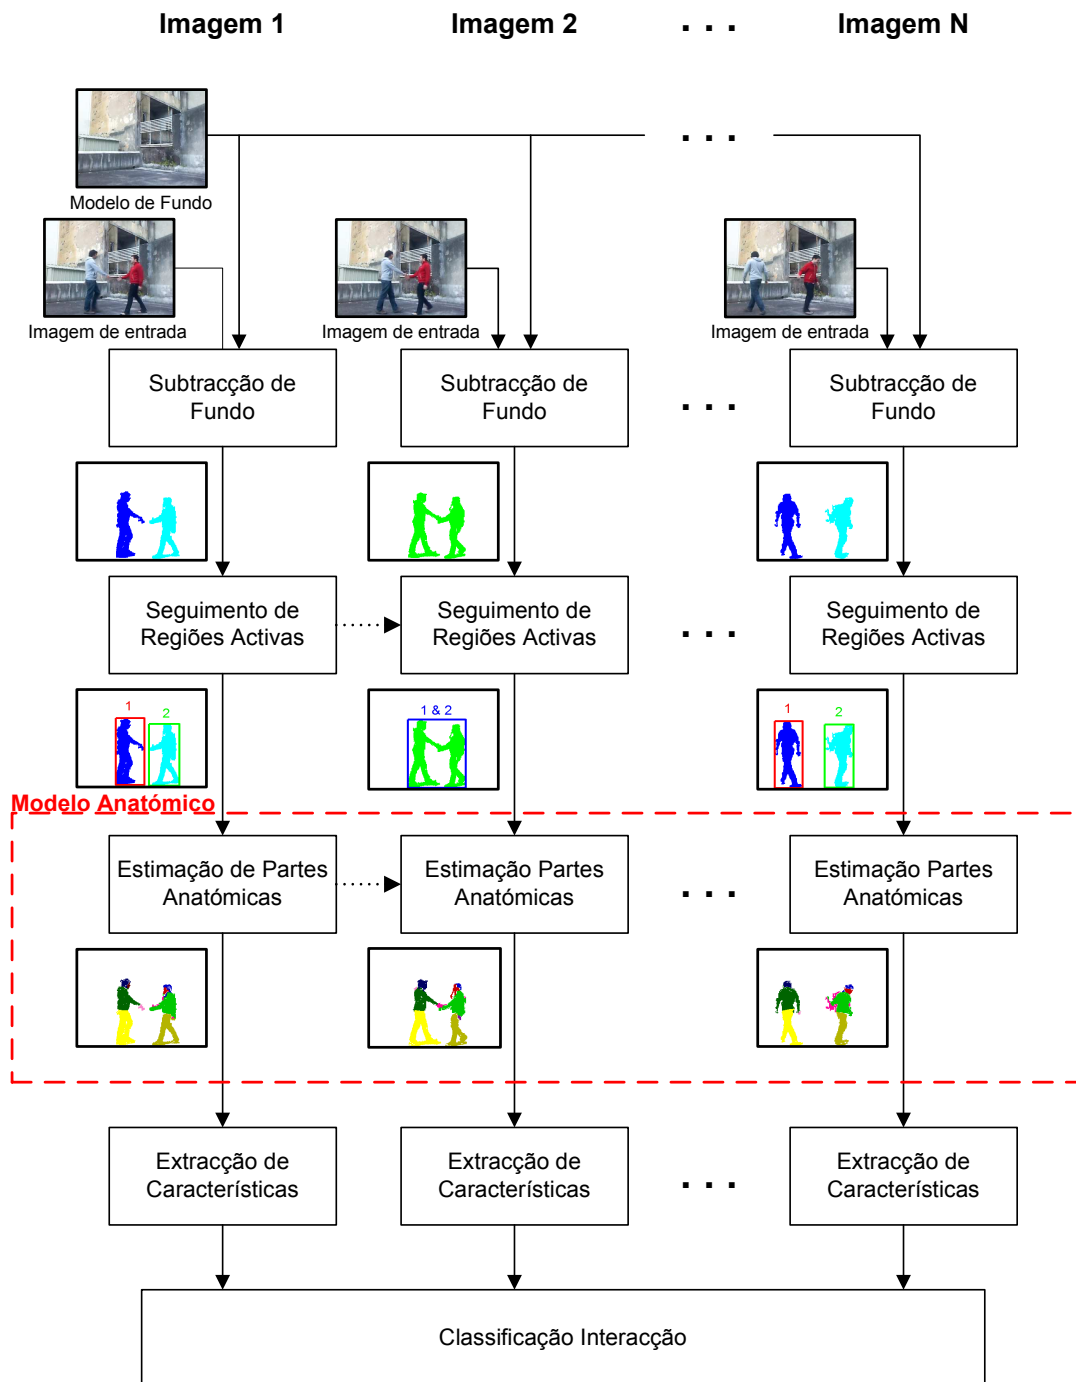 Imagem 1
Imagem 2
. . .
Imagem N
. . .
Modelo de Fundo
Imagem de entrada
Imagem de entrada
Imagem de entrada
Subtracção de
Fundo
Subtracção de
Fundo
. . .
Subtracção de
Fundo
Seguimento de
Regiões Activas
Seguimento de
Regiões Activas
. . .
Seguimento de
Regiões Activas
1
2
1 & 2
1
2
Modelo Anatómico
Estimação de Partes
Anatómicas
Estimação Partes
Anatómicas
. . .
Estimação Partes
Anatómicas
Extracção de
Características
Extracção de
Características
. . .
Extracção de
Características
Classificação Interacção